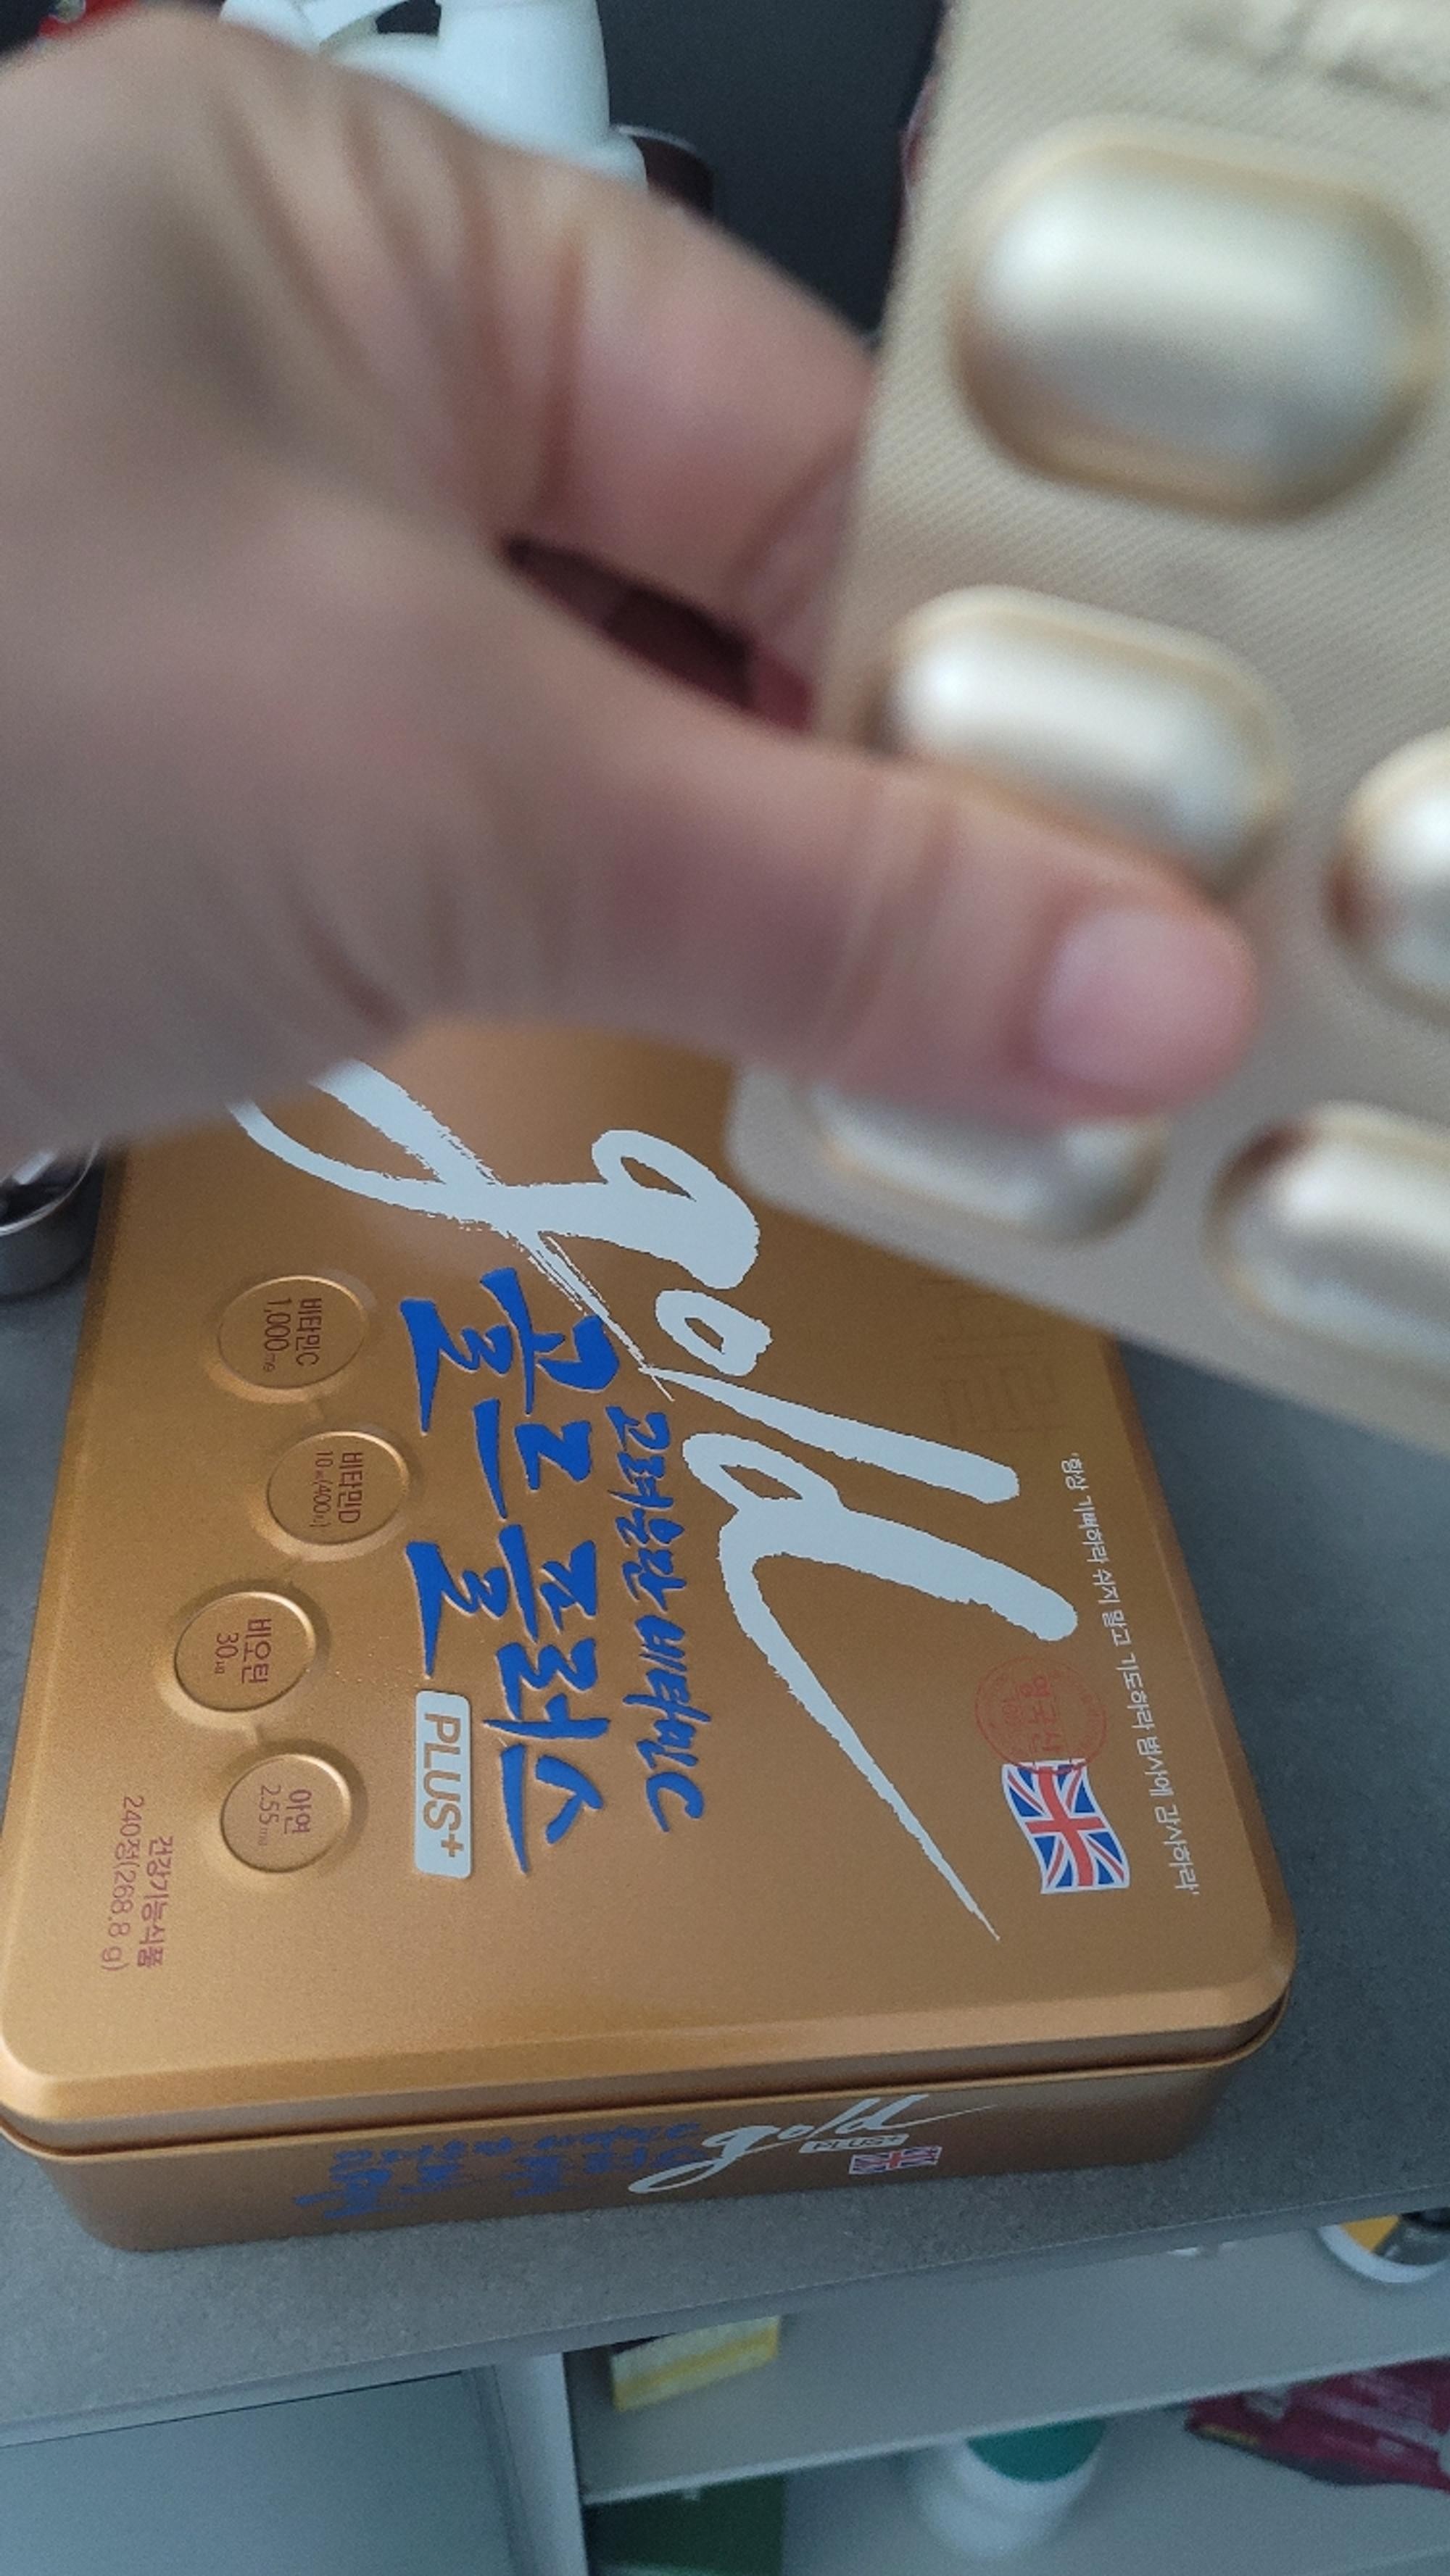 '항상 기뻐하라 쉬지 말고 기도하라 범사에 감사하라'
영국산
gold
고려은단 비타민C
골드플러스
PLUS+
비타민C
1,000mg
비타민D
10㎍(400IU)
비오틴
30㎍
아연
2.55mg
건강기능식품
240정(268.8 g)
gold
PLUS+